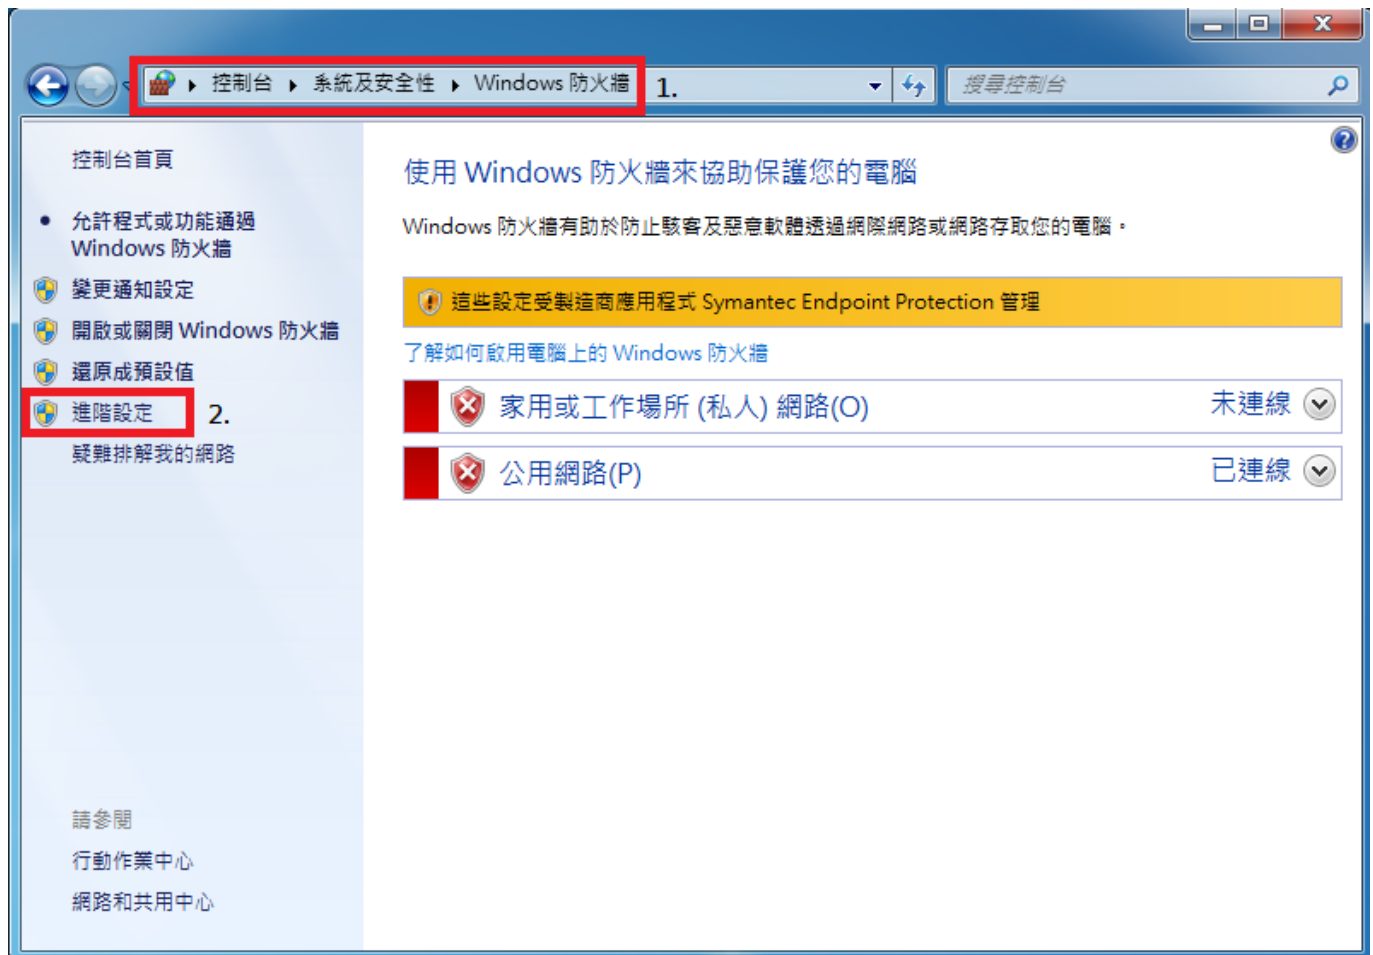 控制台 ▸ 系統及安全性 ▸ Windows 防火牆
1.
搜尋控制台
控制台首頁
允許程式或功能通過
Windows 防火牆
變更通知設定
開啟或關閉 Windows 防火牆
還原成預設值
進階設定
2.
疑難排解我的網路
使用 Windows 防火牆來協助保護您的電腦
Windows 防火牆有助於防止駭客及惡意軟體透過網際網路或網路存取您的電腦。
這些設定受製造商應用程式 Symantec Endpoint Protection 管理
了解如何啟用電腦上的 Windows 防火牆
家用或工作場所 (私人) 網路(O) 未連線
公用網路(P) 已連線
請參閱
行動作業中心
網路和共用中心